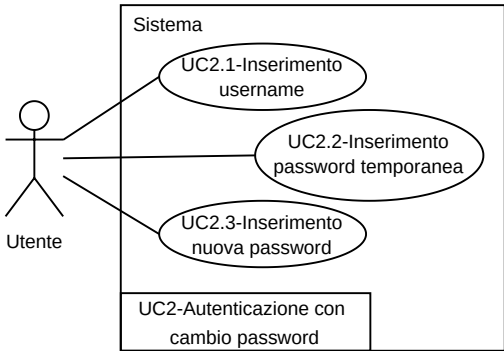 Sistema
UC2.1-Inserimento
username
UC2.2-Inserimento
password temporanea
UC2.3-Inserimento
nuova password
Utente
UC2-Autenticazione con
cambio password